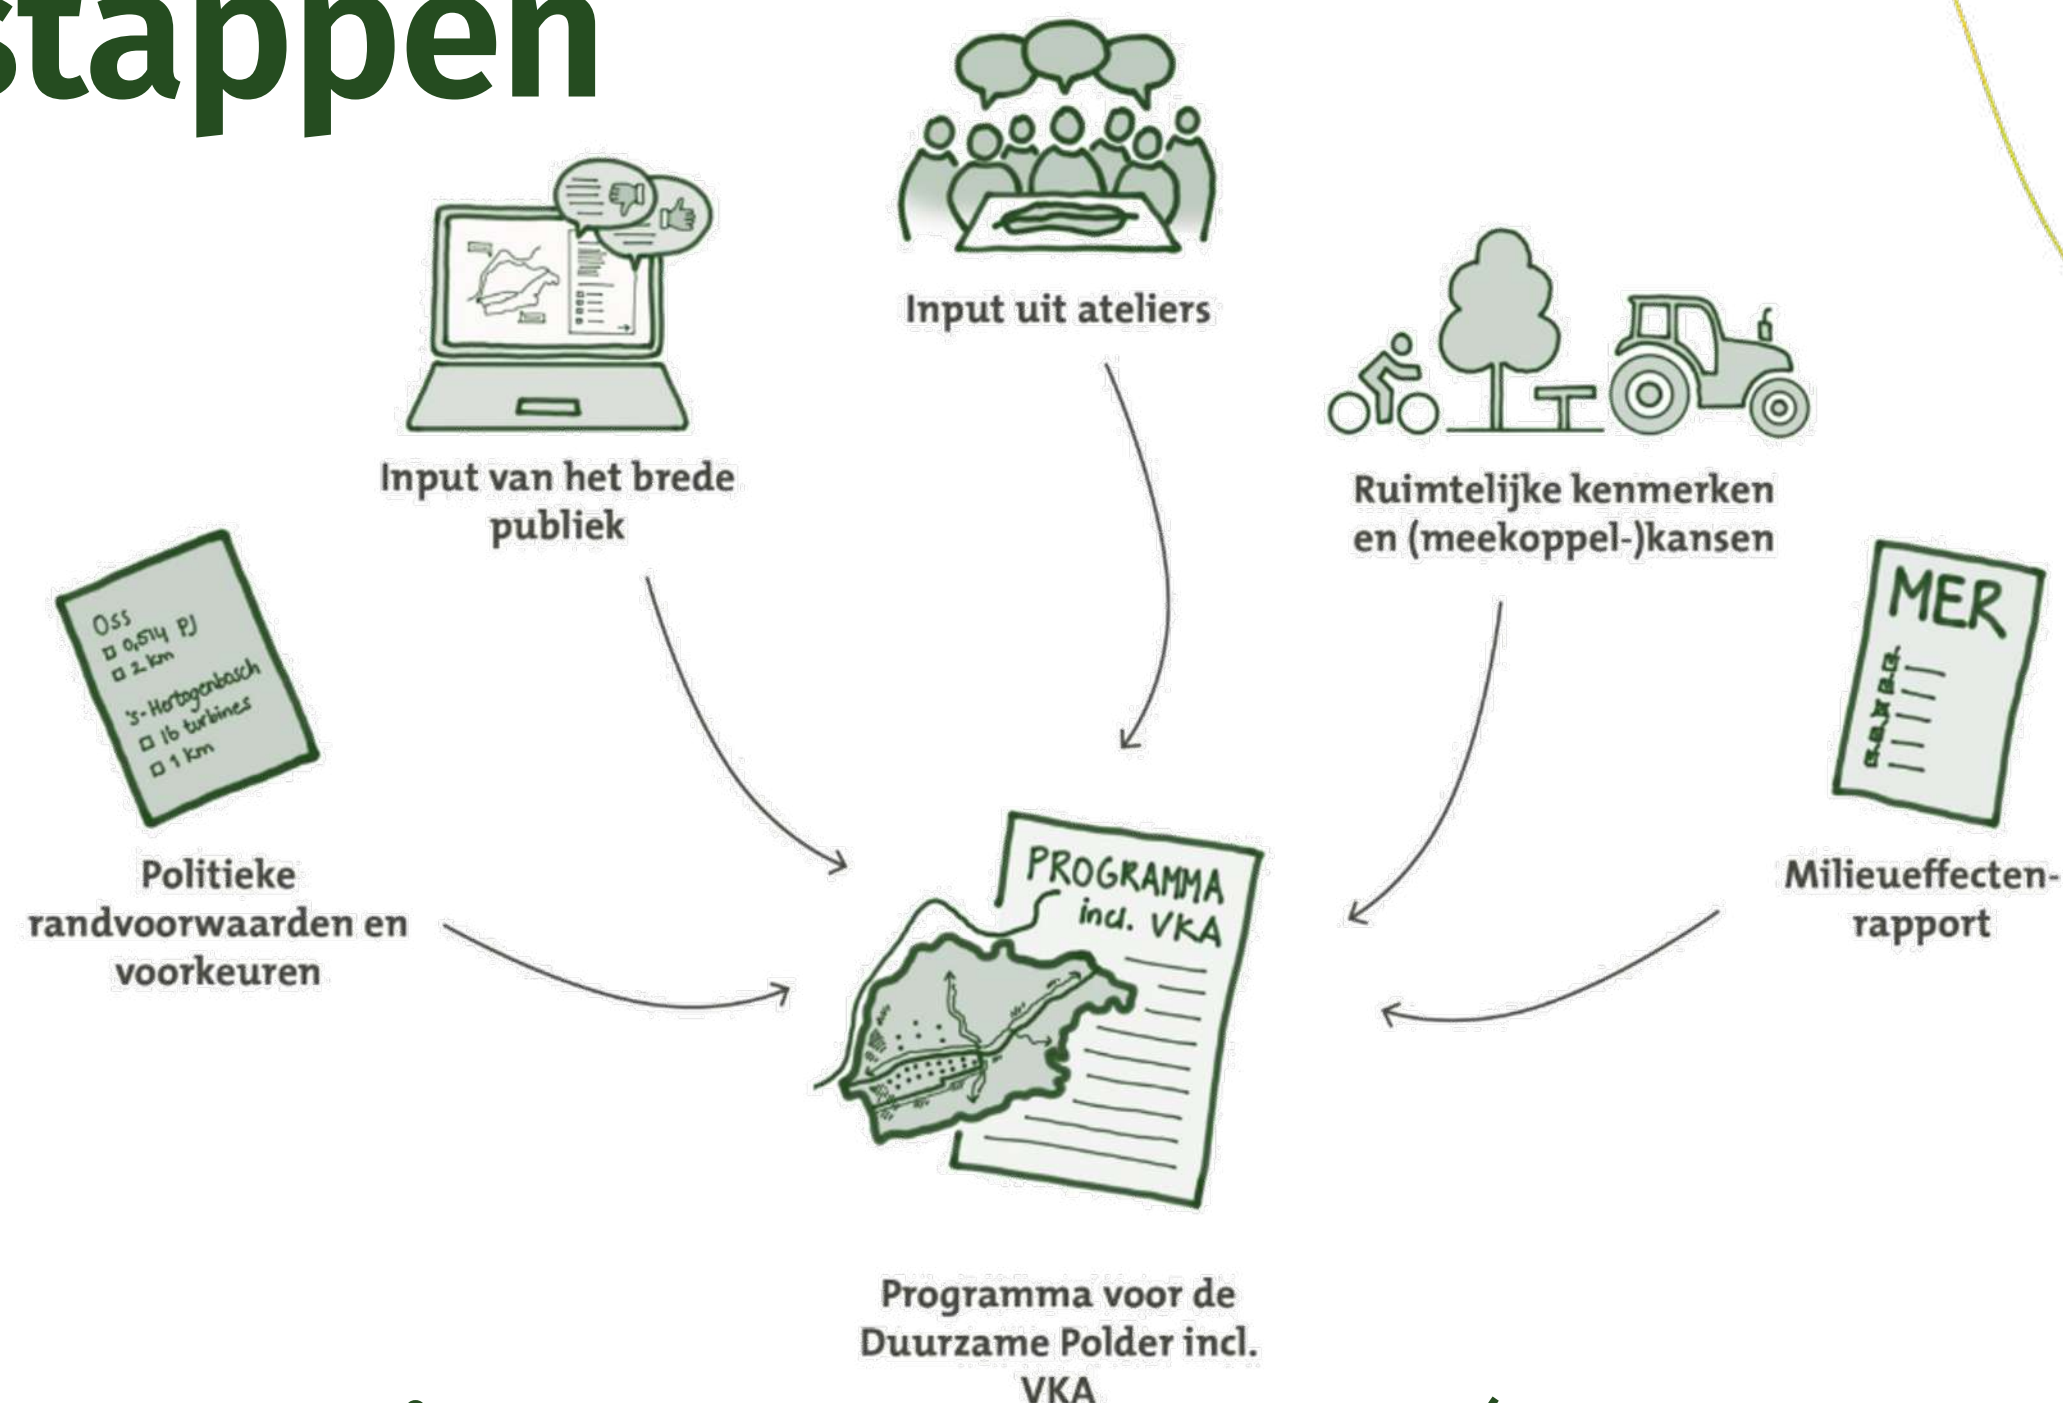 stappen
Input uit ateliers
Input van het brede
publiek
Ruimtelijke kenmerken
en (meekoppel-)kansen
Oss
0,514 PJ
2 km
's-Hertogenbosch
16 turbines
1 km
Politieke
randvoorwaarden en
voorkeuren
MER
Milieueffecten-
rapport
PROGRAMMA
incl. VKA
Programma voor de
Duurzame Polder incl.
VKA